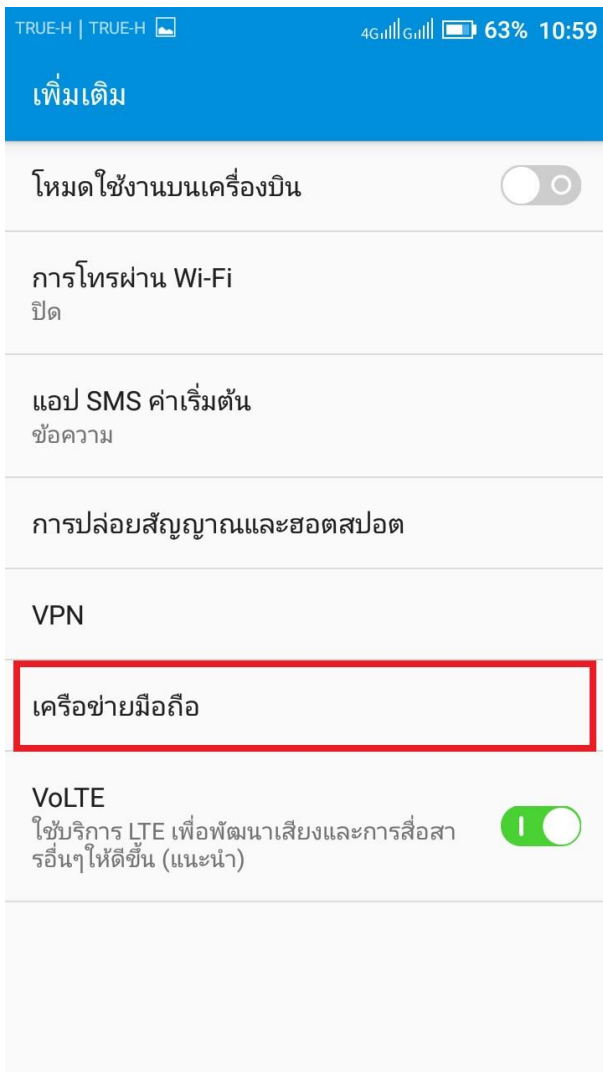 TRUE-H | TRUE-H 4G G 63% 10:59
เพิ่มเติม
โหมดใช้งานบนเครื่องบิน
การโทรผ่าน Wi-Fi
ปิด
แอป SMS ค่าเริ่มต้น
ข้อความ
การปล่อยสัญญาณและฮอตสปอต
VPN
เครือข่ายมือถือ
VoLTE
ใช้บริการ LTE เพื่อพัฒนาเสียงและการสื่อสา
รอื่นๆให้ดีขึ้น (แนะนำ)